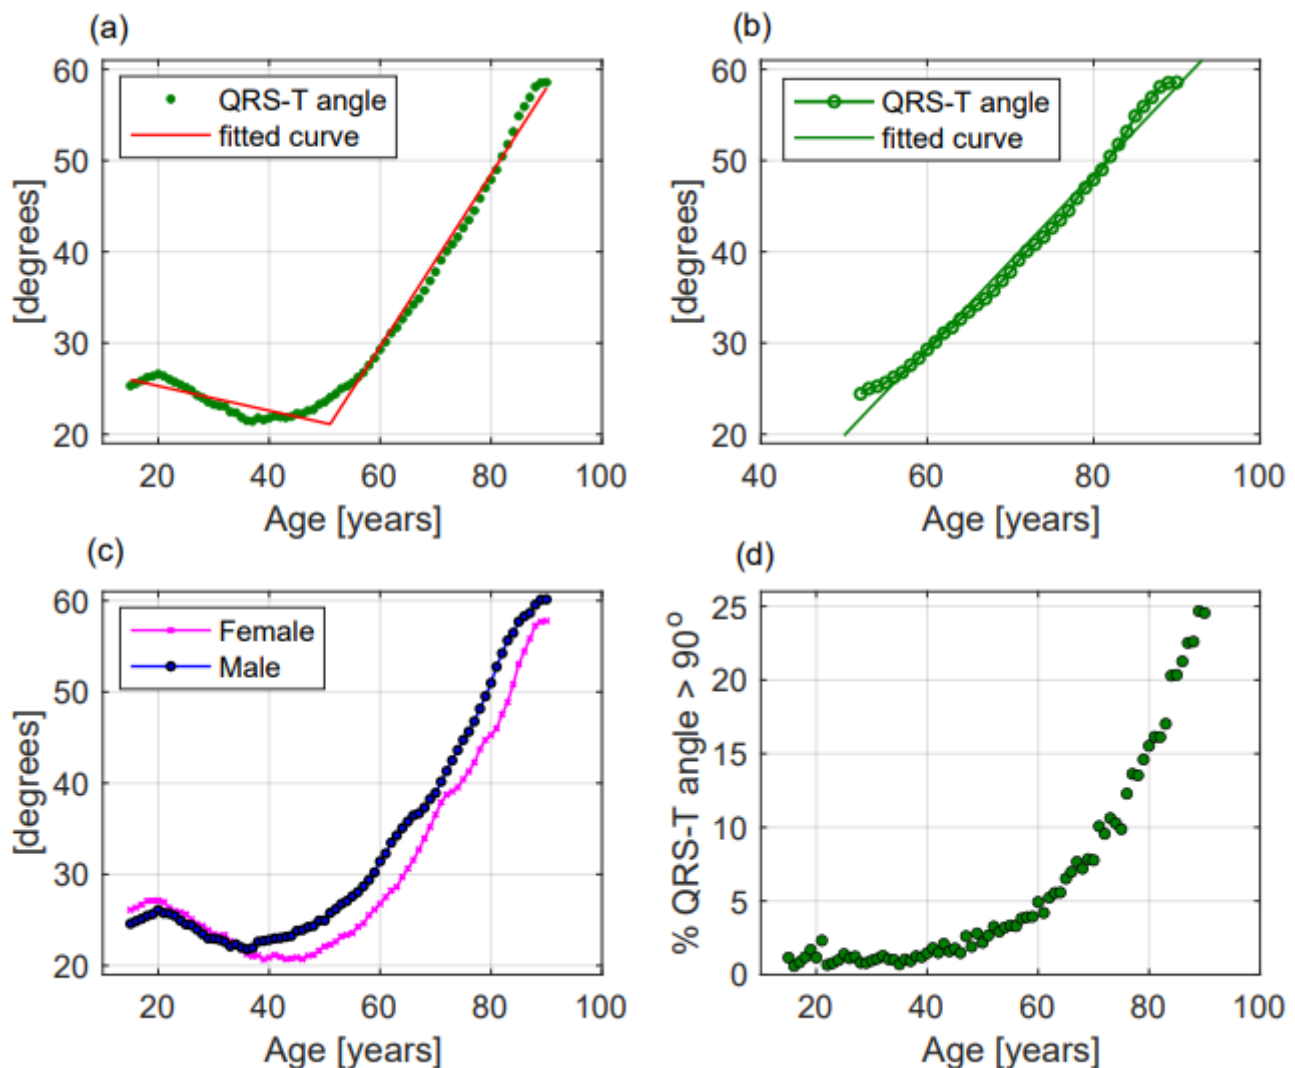 (a)
60
50
40
30
20
[degrees]
QRS-T angle
fitted curve
20 40 60 80 100
Age [years]
(b)
60
50
40
30
20
[degrees]
QRS-T angle
fitted curve
40 60 80 100
Age [years]
(c)
60
50
40
30
20
[degrees]
Female
Male
20 40 60 80 100
Age [years]
(d)
25
20
15
10
5
0
% QRS-T angle > 90°
20 40 60 80 100
Age [years]